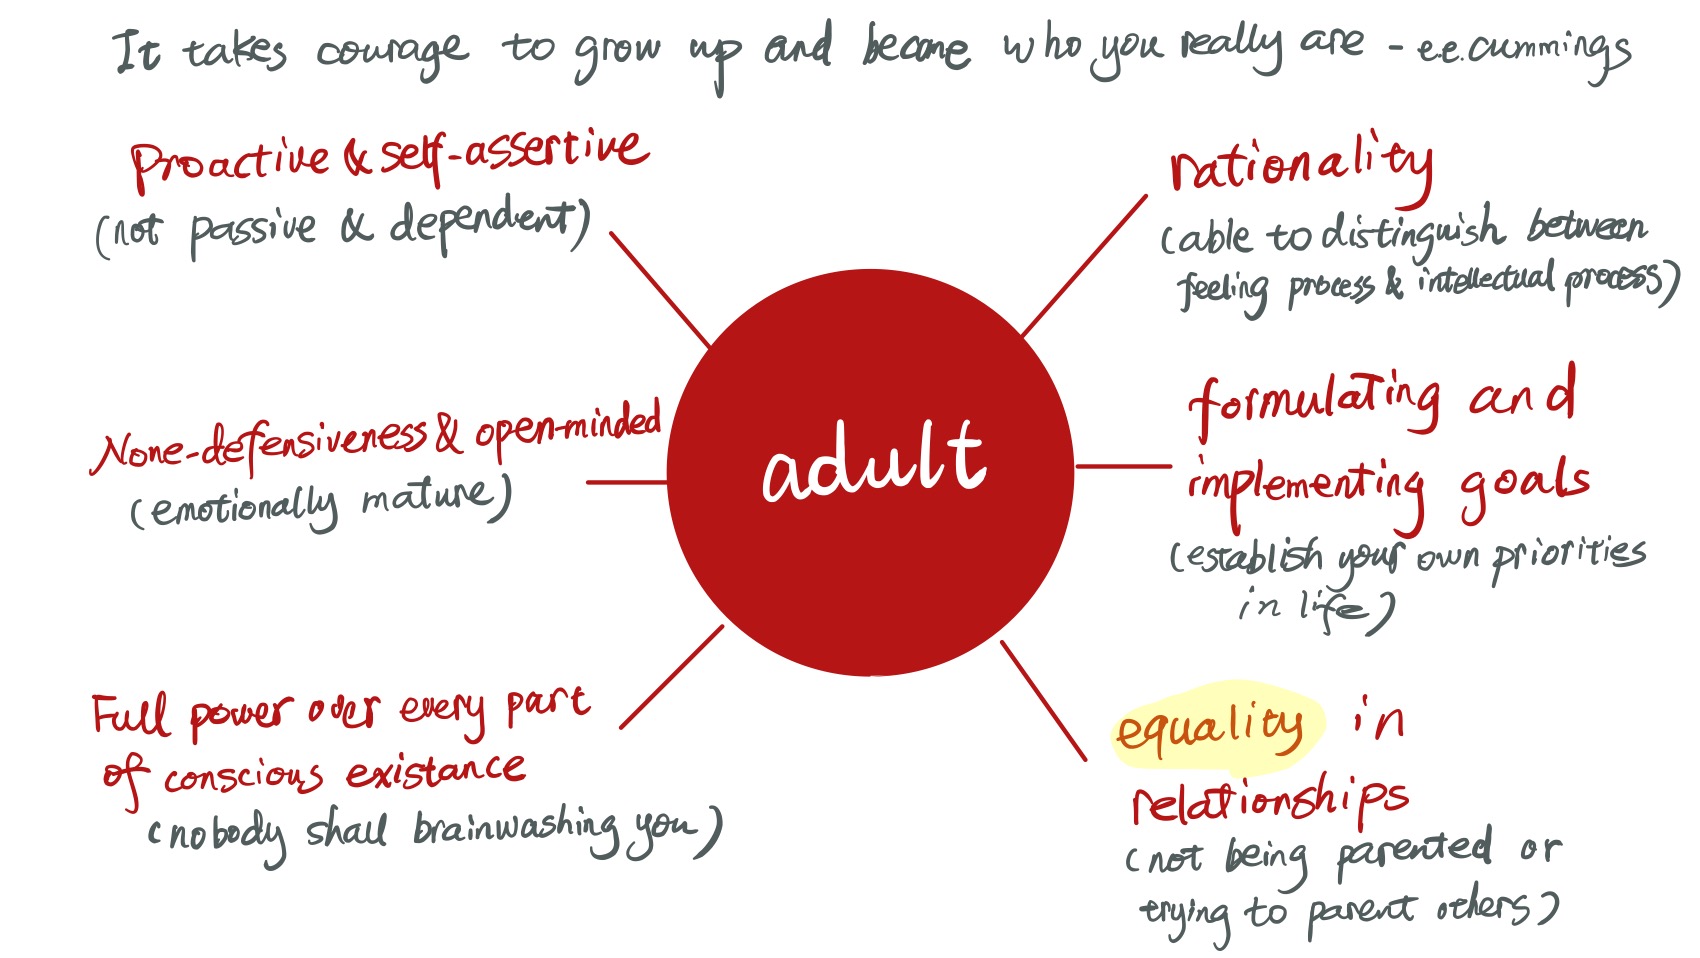 It takes courage to grow up and become who you really are - e.e.cummings
Proactive & self-assertive
(not passive & dependent)
None-defensiveness & open-minded
(emotionally mature)
Full power over every part
of conscious existance
(nobody shall brainwashing you)
adult
rationality
(able to distinguish between
feeling process & intellectual process)
formulating and
implementing goals
(establish your own priorities
in life)
equality in
relationships
(not being parented or
trying to parent others)